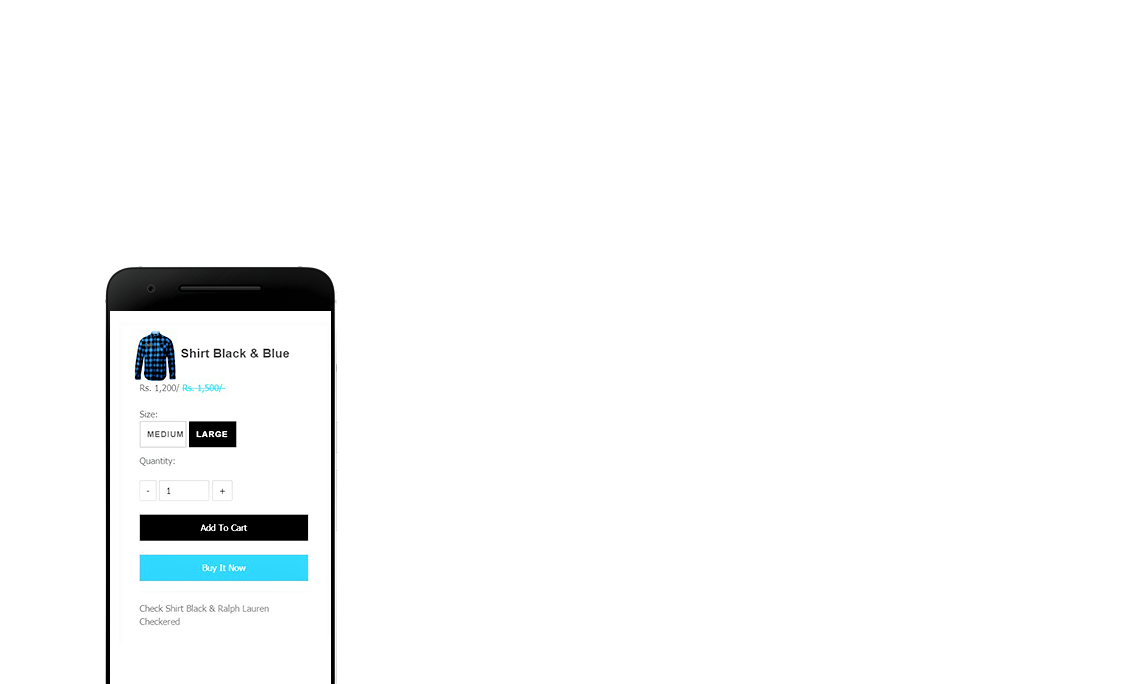 Shirt Black & Blue
Rs. 1,200/ Rs. 1,500/-
Size:
MEDIUM LARGE
Quantity:
- 1 +
Add To Cart
Buy It Now
Check Shirt Black & Ralph Lauren
Checkered